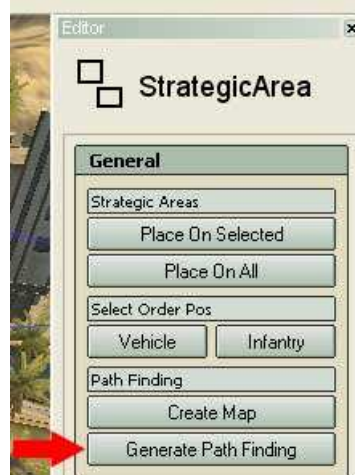 Editor
StrategicArea
General
Strategic Areas
Place On Selected
Place On All
Select Order Pos
Vehicle Infantry
Path Finding
Create Map
Generate Path Finding